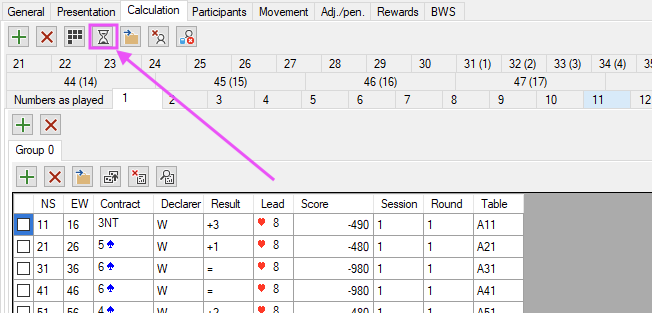 General Presentation Calculation Participants Movement Adj./pen. Rewards BWS
21 22 23 24 25 26 27 28 29 30 31 (1) 32 (2) 33 (3) 34 (4) 35
44 (14) 45 (15) 46 (16) 47 (17)
Numbers as played 1 2 3 4 5 6 7 8 9 10 11 12
Group 0
NS EW Contract Declarer Result Lead Score Session Round Table
11 16 3NT W +3 ♥ 8 -490 1 1 A11
21 26 5 ♠ W +1 ♥ 8 -480 1 1 A21
31 36 6 ♠ W = ♥ 8 -980 1 1 A31
41 46 6 ♠ W = ♥ 8 -980 1 1 A41
51 56 4 ♠ W +2 ♥ 8 -480 1 1 A51